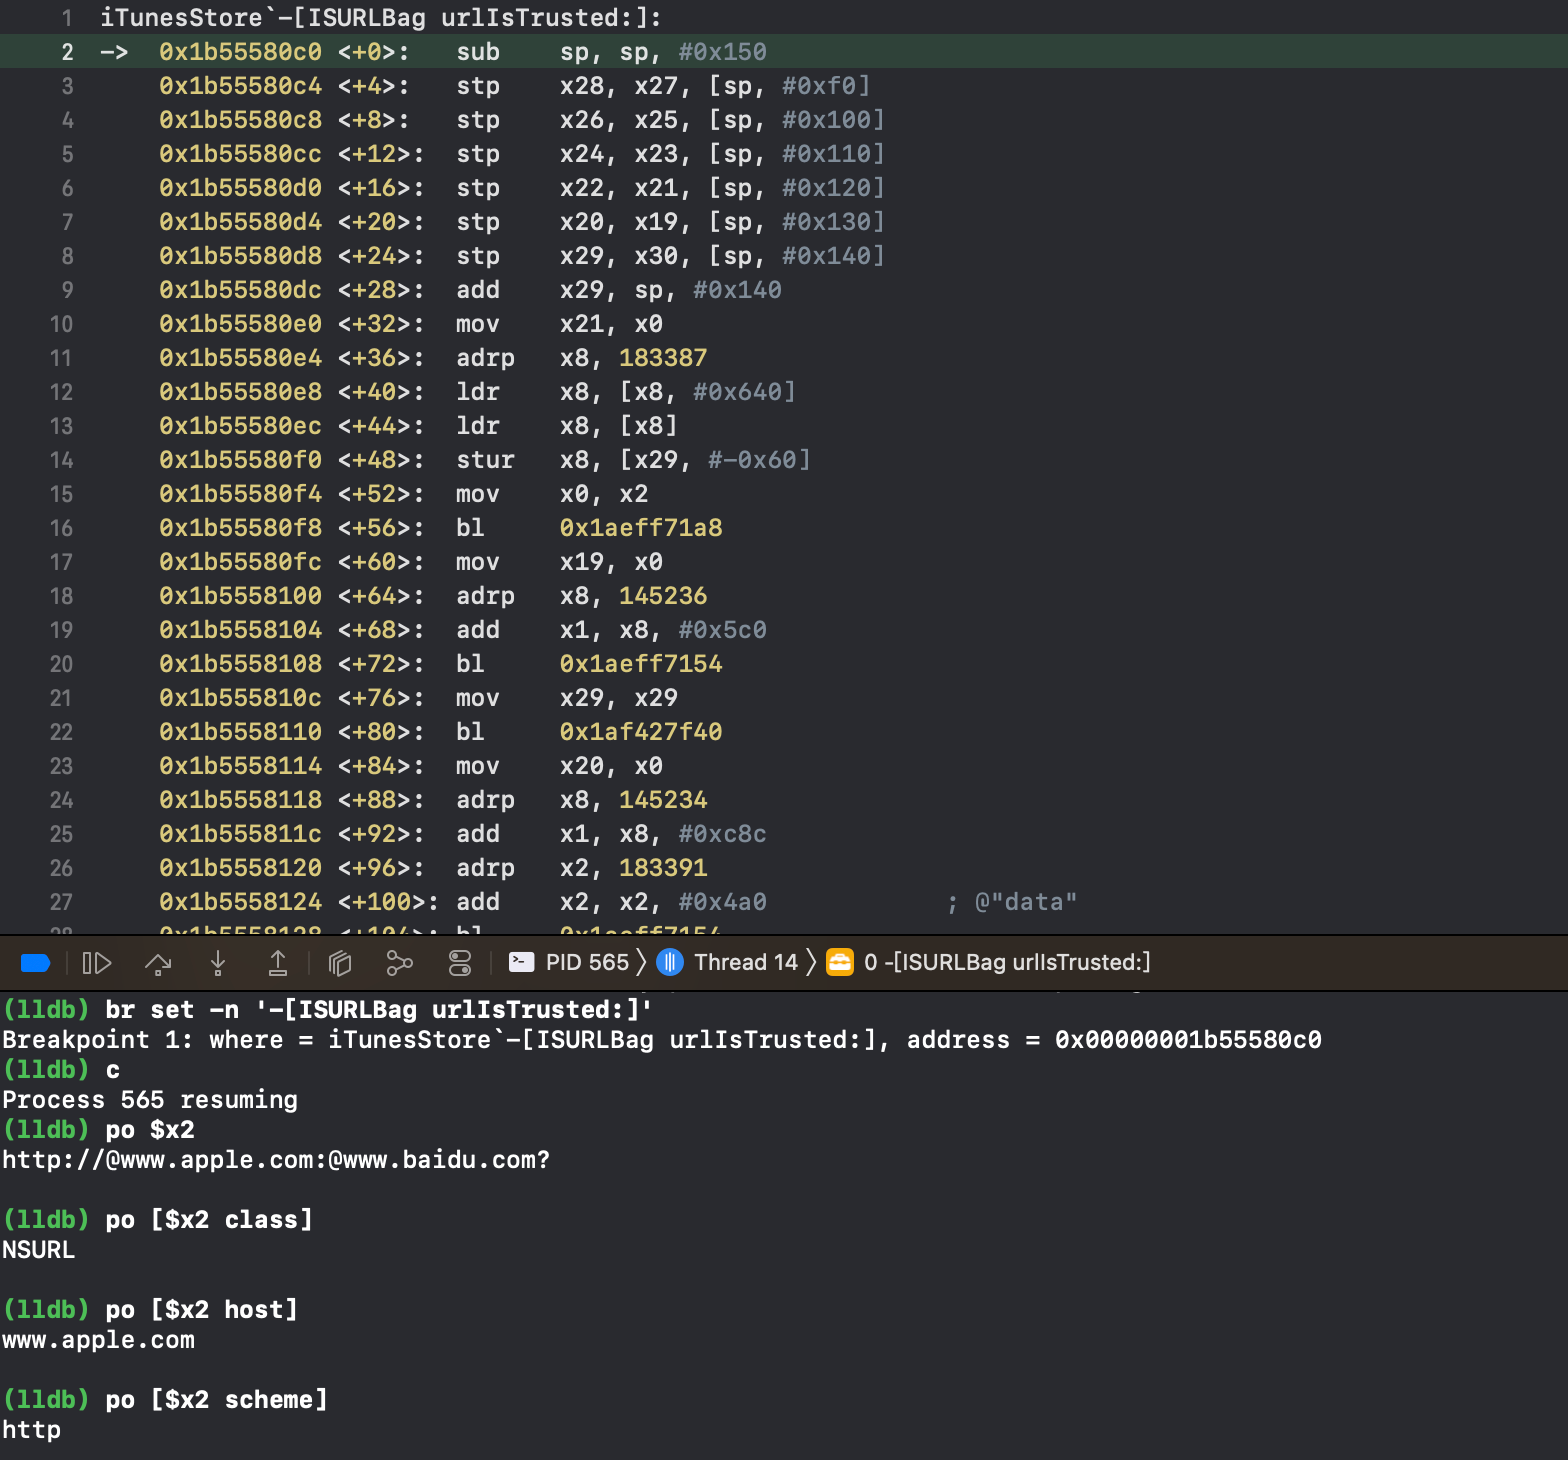 1 iTunesStore`-[ISURLBag urlIsTrusted:]:
2 -> 0x1b55580c0 <+0>: sub sp, sp, #0x150
3 0x1b55580c4 <+4>: stp x28, x27, [sp, #0xf0]
4 0x1b55580c8 <+8>: stp x26, x25, [sp, #0x100]
5 0x1b55580cc <+12>: stp x24, x23, [sp, #0x110]
6 0x1b55580d0 <+16>: stp x22, x21, [sp, #0x120]
7 0x1b55580d4 <+20>: stp x20, x19, [sp, #0x130]
8 0x1b55580d8 <+24>: stp x29, x30, [sp, #0x140]
9 0x1b55580dc <+28>: add x29, sp, #0x140
10 0x1b55580e0 <+32>: mov x21, x0
11 0x1b55580e4 <+36>: adrp x8, 183387
12 0x1b55580e8 <+40>: ldr x8, [x8, #0x640]
13 0x1b55580ec <+44>: ldr x8, [x8]
14 0x1b55580f0 <+48>: stur x8, [x29, #-0x60]
15 0x1b55580f4 <+52>: mov x0, x2
16 0x1b55580f8 <+56>: bl 0x1aeff71a8
17 0x1b55580fc <+60>: mov x19, x0
18 0x1b5558100 <+64>: adrp x8, 145236
19 0x1b5558104 <+68>: add x1, x8, #0x5c0
20 0x1b5558108 <+72>: bl 0x1aeff7154
21 0x1b555810c <+76>: mov x29, x29
22 0x1b5558110 <+80>: bl 0x1af427f40
23 0x1b5558114 <+84>: mov x20, x0
24 0x1b5558118 <+88>: adrp x8, 145234
25 0x1b555811c <+92>: add x1, x8, #0xc8c
26 0x1b5558120 <+96>: adrp x2, 183391
27 0x1b5558124 <+100>: add x2, x2, #0x4a0 ; @"data"
28 0x1b5558128 <+104>: bl 0x1aeff7154
PID 565 Thread 14 0 -[ISURLBag urlIsTrusted:]
(lldb) br set -n '-[ISURLBag urlIsTrusted:]'
Breakpoint 1: where = iTunesStore`-[ISURLBag urlIsTrusted:], address = 0x00000001b55580c0
(lldb) c
Process 565 resuming
(lldb) po $x2
http://@www.apple.com:@www.baidu.com?
(lldb) po [$x2 class]
NSURL
(lldb) po [$x2 host]
www.apple.com
(lldb) po [$x2 scheme]
http